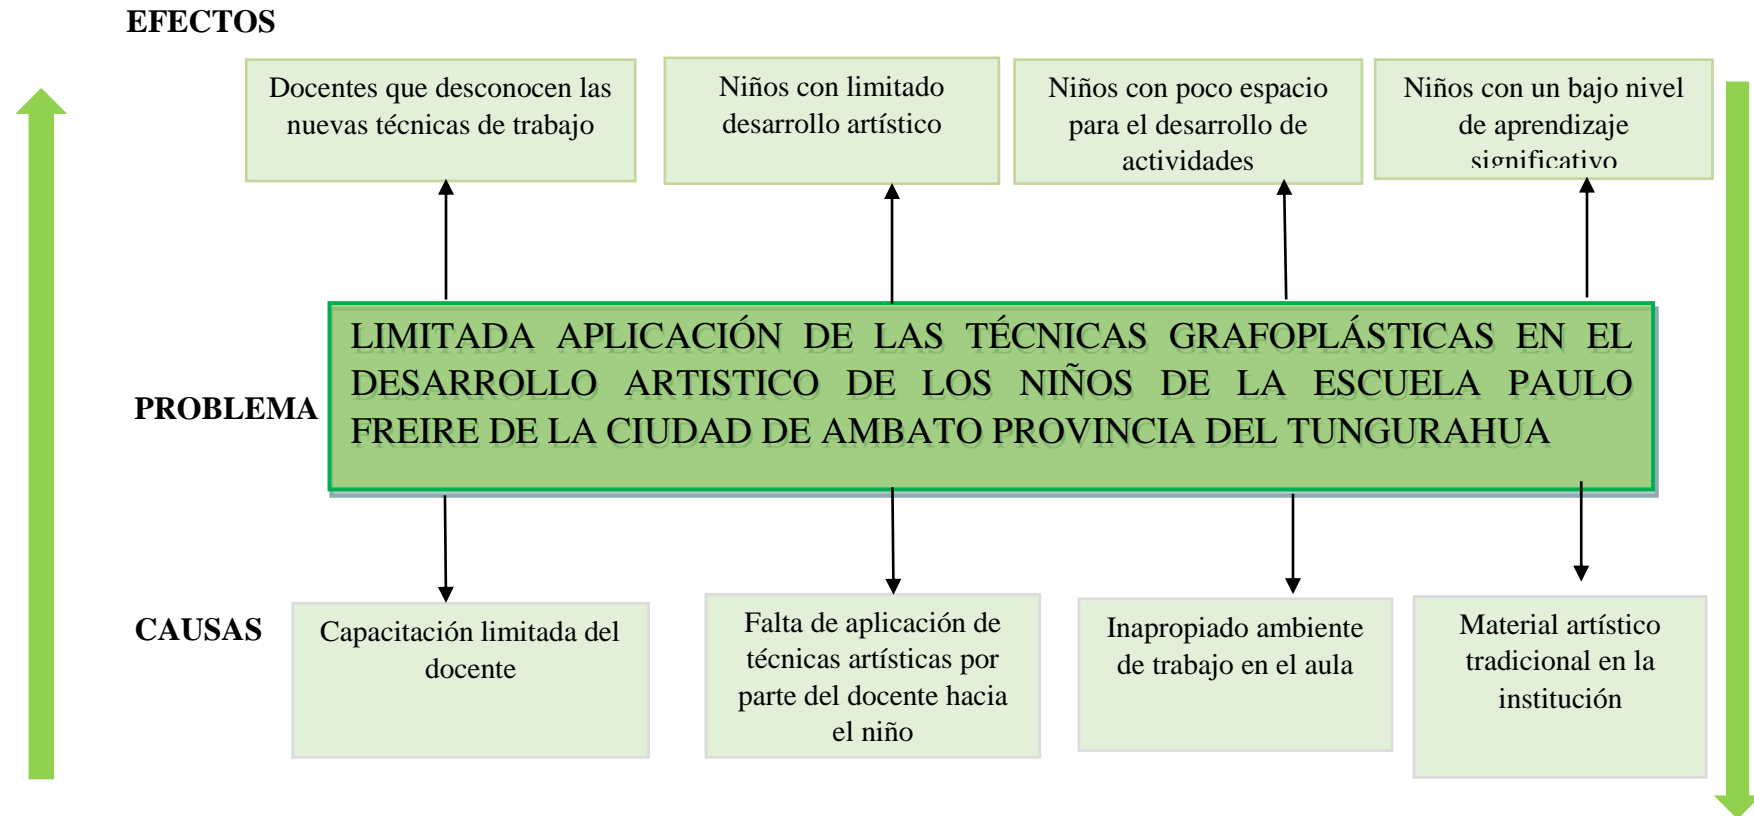 EFECTOS
Docentes que desconocen las
nuevas técnicas de trabajo
Niños con limitado
desarrollo artístico
Niños con poco espacio
para el desarrollo de
actividades
Niños con un bajo nivel
de aprendizaje
significativo
PROBLEMA
LIMITADA APLICACIÓN DE LAS TÉCNICAS GRAFOPLÁSTICAS EN EL
DESARROLLO ARTISTICO DE LOS NIÑOS DE LA ESCUELA PAULO
FREIRE DE LA CIUDAD DE AMBATO PROVINCIA DEL TUNGURAHUA
CAUSAS
Capacitación limitada del
docente
Falta de aplicación de
técnicas artísticas por
parte del docente hacia
el niño
Inapropiado ambiente
de trabajo en el aula
Material artístico
tradicional en la
institución